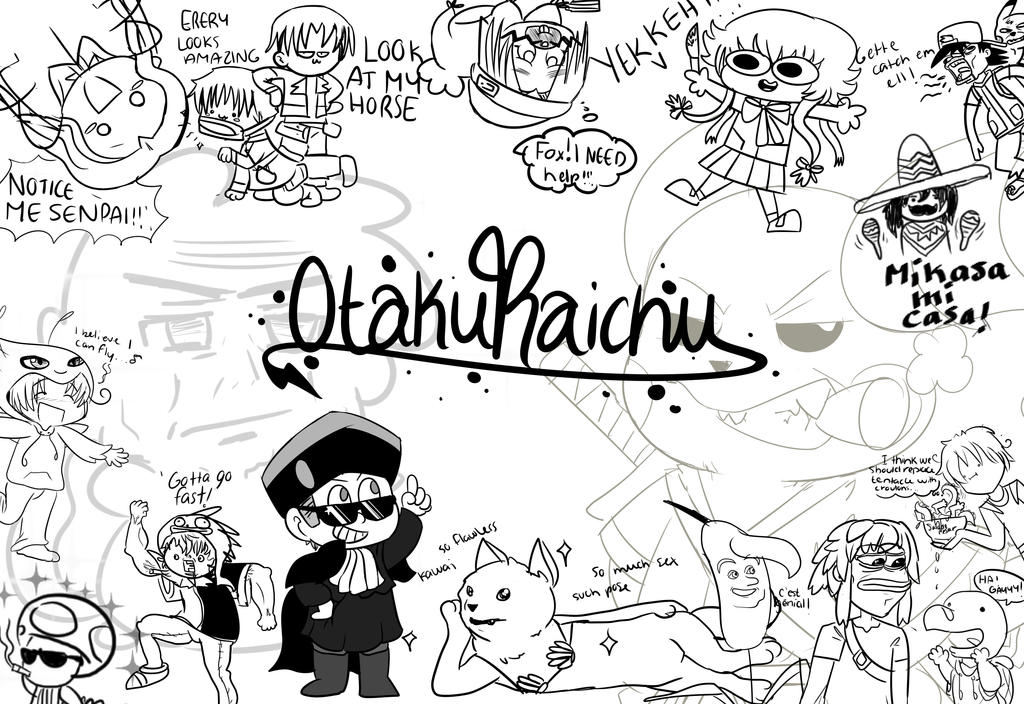 ERERU
LOOKS
AMAZING
LOOK
AT MY
HORSE
YEKKEH!!!...
Gotta
catch em
all!
NOTICE
ME SENPAI!!
FOX! I NEED
help!!!
Mikasa
mi
casa!
OtakuRaichu
I believe I
can fly..♫
'Gotta go
fast!
so flawless
kawai
so much sex
such pose
C'est
génial!
I think we
should replace
tentacle with
croutons...
HAI
GAYYY!